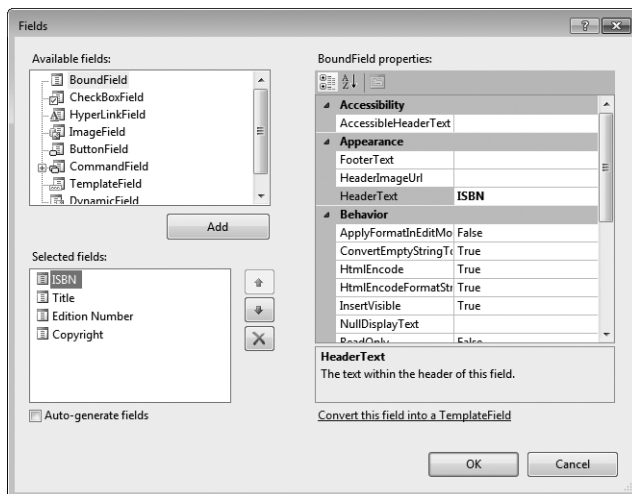 Fields
Available fields:
BoundField
CheckBoxField
HyperLinkField
ImageField
ButtonField
CommandField
TemplateField
DynamicField
Add
Selected fields:
ISBN
Title
Edition Number
Copyright
Auto-generate fields
BoundField properties:
Accessibility
AccessibleHeaderText
Appearance
FooterText
HeaderImageUrl
HeaderText ISBN
Behavior
ApplyFormatInEditMo False
ConvertEmptyStringTo True
HtmlEncode True
HtmlEncodeFormatStr True
InsertVisible True
NullDisplayText
ReadOnly False
HeaderText
The text within the header of this field.
Convert this field into a TemplateField
OK Cancel